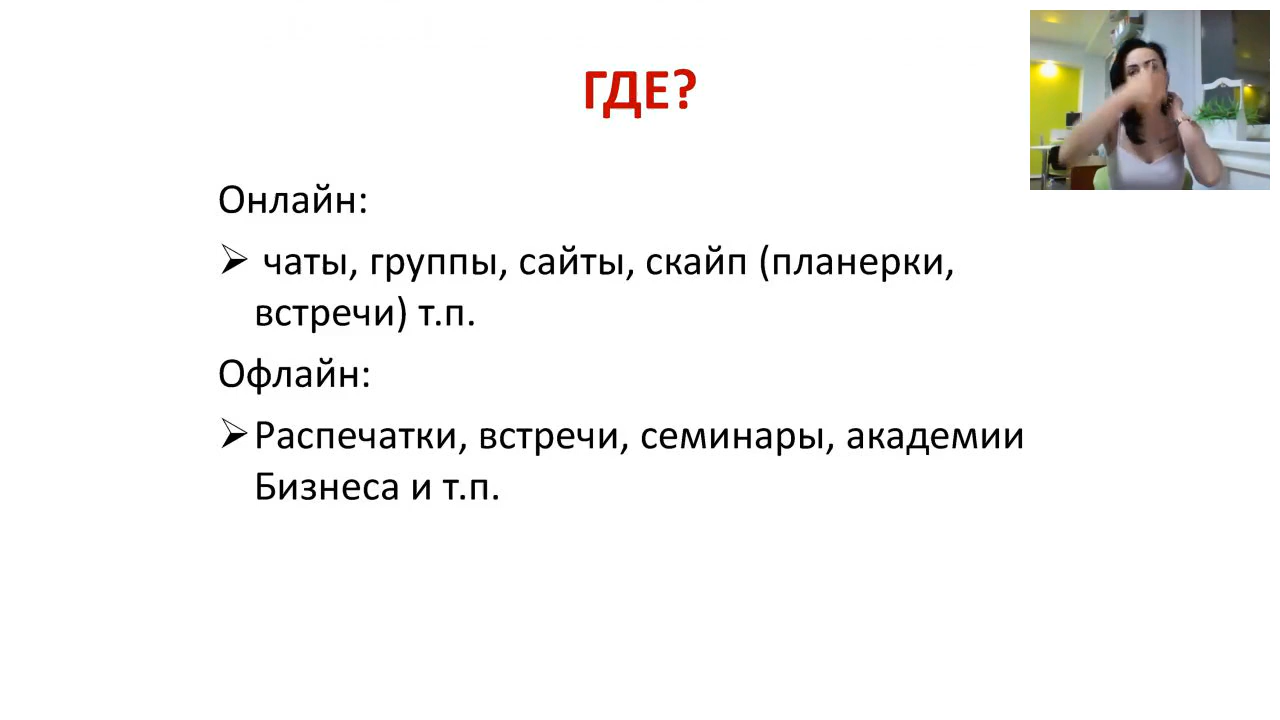 ГДЕ?
Онлайн:
➢ чаты, группы, сайты, скайп (планерки,
встречи) т.п.
Офлайн:
➢ Распечатки, встречи, семинары, академии
Бизнеса и т.п.